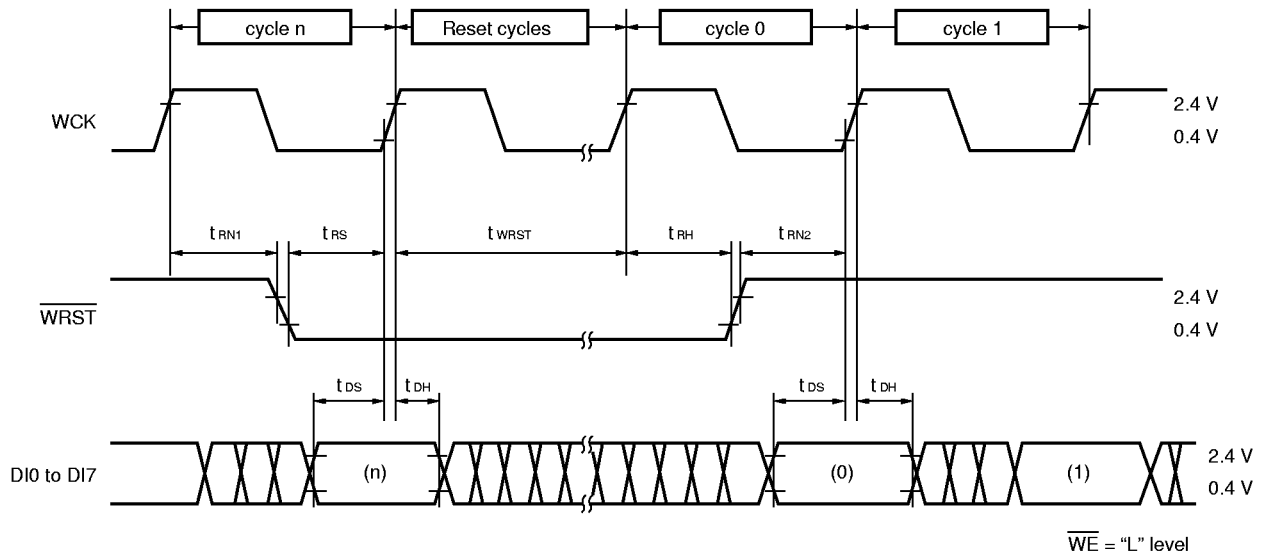 cycle n Reset cycles cycle 0 cycle 1
WCK 2.4 V
0.4 V
tRN1 tRS tWRST tRH tRN2
WRST 2.4 V
0.4 V
tDS tDH tDS tDH
DI0 to DI7 (n) (0) (1) 2.4 V
0.4 V
WE = “L” level